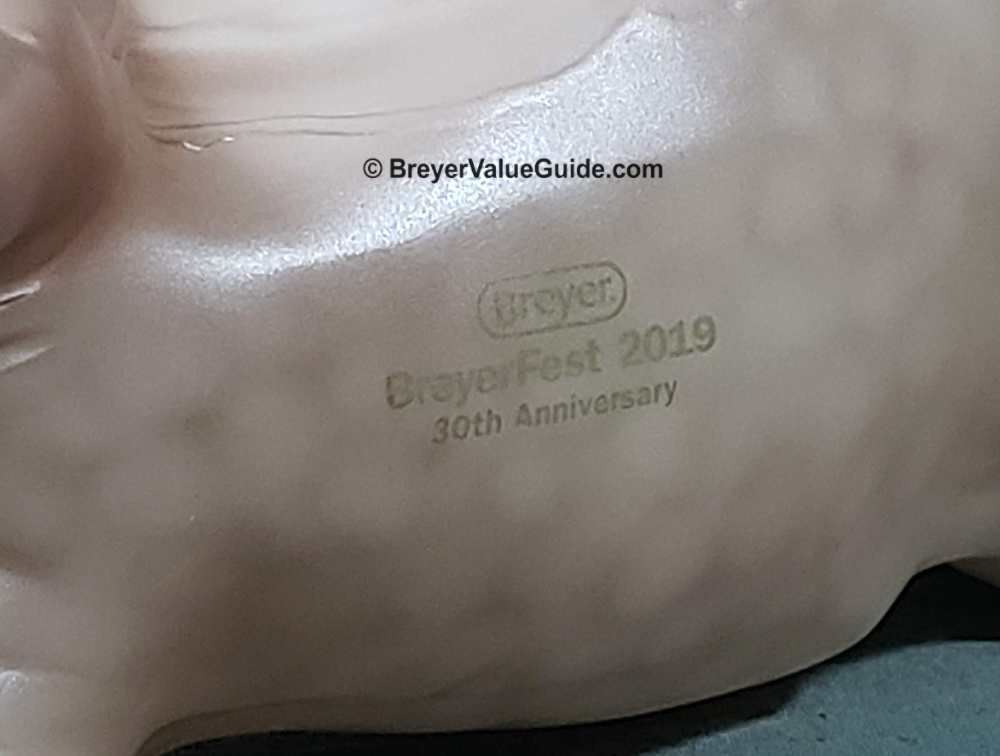 © BreyerValueGuide.com
Breyer
BreyerFest 2019
30th Anniversary